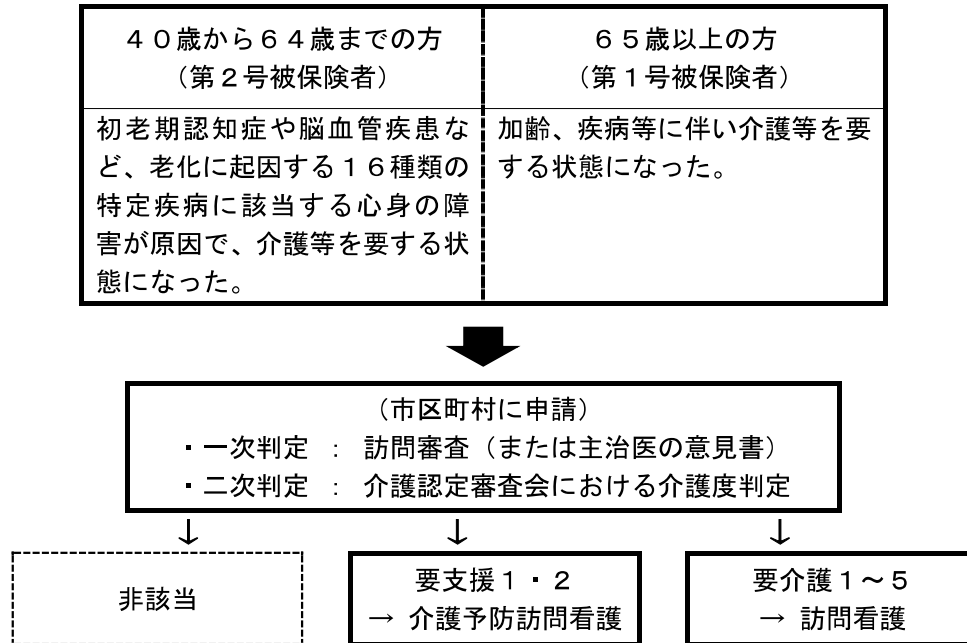 ４０歳から６４歳までの方
（第２号被保険者）
６５歳以上の方
（第１号被保険者）
初老期認知症や脳血管疾患な
ど、老化に起因する１６種類の
特定疾病に該当する心身の障
害が原因で、介護等を要する状
態になった。
加齢、疾病等に伴い介護等を要
する状態になった。
（市区町村に申請）
・一次判定　：　訪問審査（または主治医の意見書）
・二次判定　：　介護認定審査会における介護度判定
↓ ↓ ↓
非該当
要支援１・２
→ 介護予防訪問看護
要介護１～５
→ 訪問看護